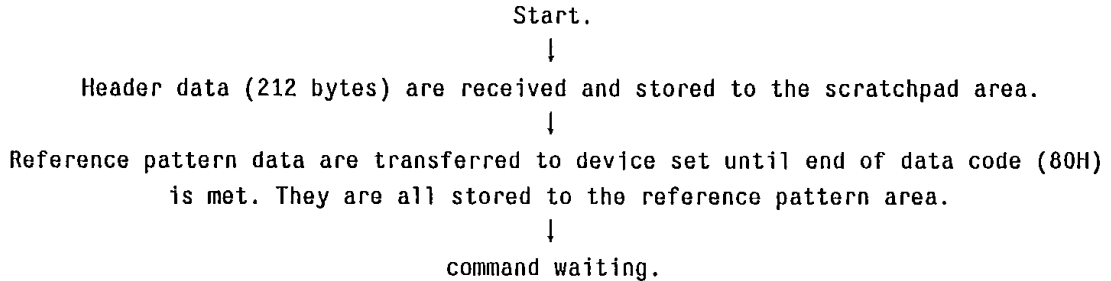 Start.
↓
Header data (212 bytes) are received and stored to the scratchpad area.
↓
Reference pattern data are transferred to device set until end of data code (80H)
is met. They are all stored to the reference pattern area.
↓
command waiting.